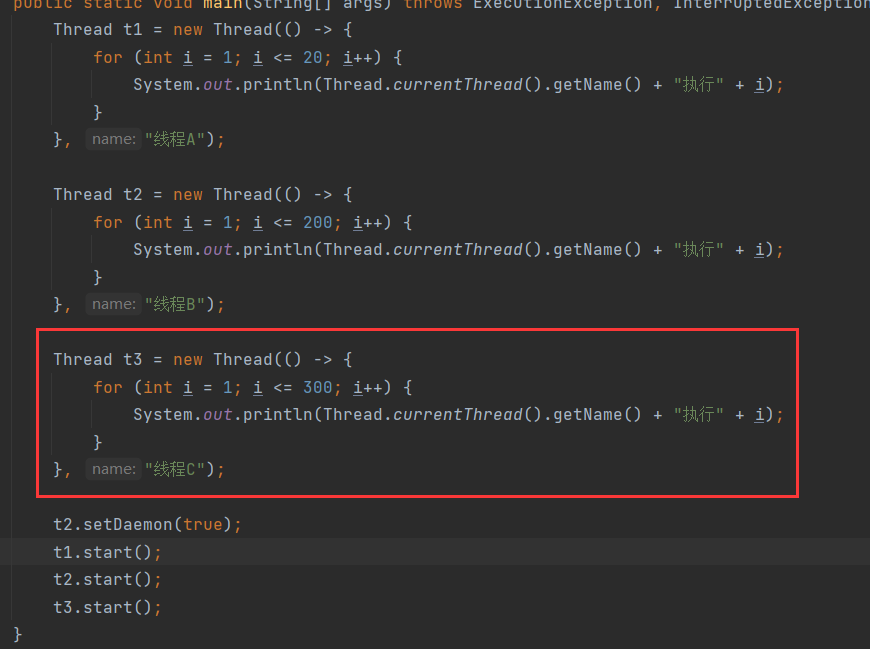 public static void main(String[] args) throws ExecutionException, InterruptedException
Thread t1 = new Thread(() -> {
for (int i = 1; i <= 20; i++) {
System.out.println(Thread.currentThread().getName() + "执行" + i);
}
}, name: "线程A");
Thread t2 = new Thread(() -> {
for (int i = 1; i <= 200; i++) {
System.out.println(Thread.currentThread().getName() + "执行" + i);
}
}, name: "线程B");
Thread t3 = new Thread(() -> {
for (int i = 1; i <= 300; i++) {
System.out.println(Thread.currentThread().getName() + "执行" + i);
}
}, name: "线程C");
t2.setDaemon(true);
t1.start();
t2.start();
t3.start();
}